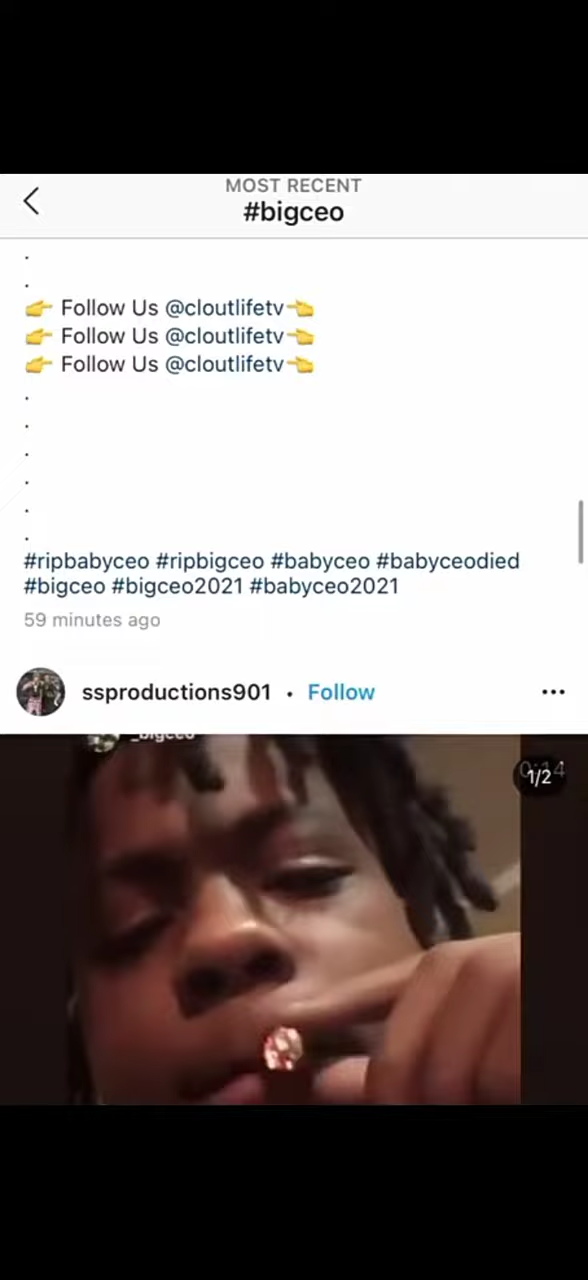 MOST RECENT
#bigceo
.
.
👉 Follow Us @cloutlifetv👈
👉 Follow Us @cloutlifetv👈
👉 Follow Us @cloutlifetv👈
.
.
.
.
.
.
#ripbabyceo #ripbigceo #babyceo #babyceodied
#bigceo #bigceo2021 #babyceo2021
59 minutes ago
ssproductions901 • Follow
_bigceo
1/2